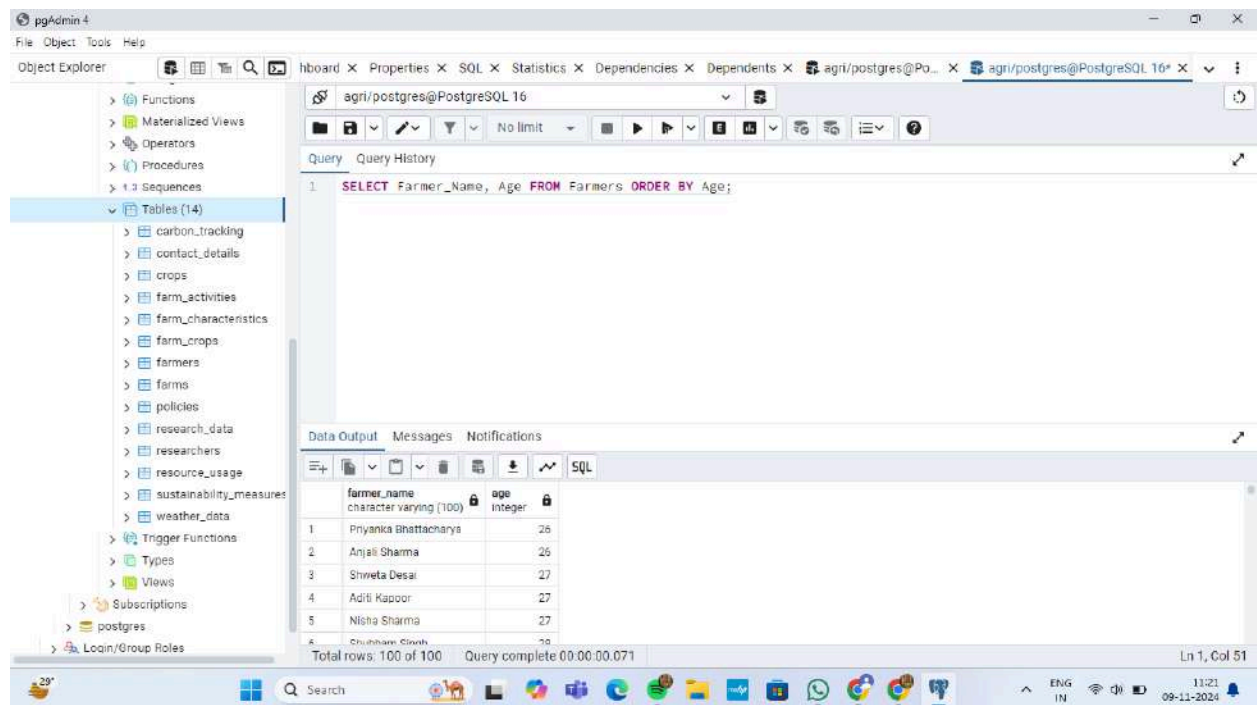 pgAdmin 4
File Object Tools Help
Object Explorer
hboard Properties SQL Statistics Dependencies Dependents agri/postgres@Po... agri/postgres@PostgreSQL 16*
Functions
Materialized Views
Operators
Procedures
1..3 Sequences
Tables (14)
carbon_tracking
contact_details
crops
farm_activities
farm_characteristics
farm_crops
farmers
farms
policies
research_data
researchers
resource_usage
sustainability_measures
weather_data
Trigger Functions
Types
Views
Subscriptions
postgres
Login/Group Roles
agri/postgres@PostgreSQL 16
No limit
Query Query History
1 SELECT Farmer_Name, Age FROM Farmers ORDER BY Age;
Data Output Messages Notifications
SQL
farmer_name age
character varying (100) integer
1 Priyanka Bhattacharya 26
2 Anjali Sharma 26
3 Shweta Desai 27
4 Aditi Kapoor 27
5 Nisha Sharma 27
6 Shubham Singh 28
Total rows: 100 of 100 Query complete 00:00:00.071 Ln 1, Col 51
29° Search ENG 11:21
IN 09-11-2024